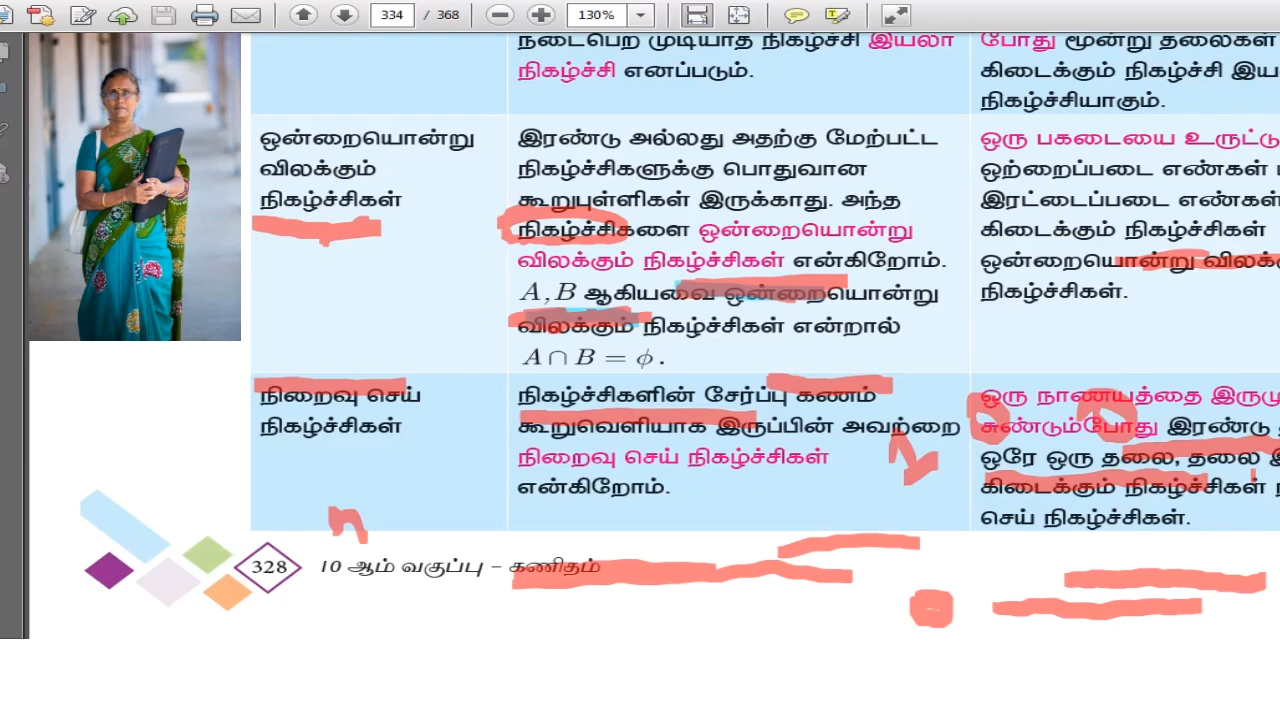 334 / 368 130%
நடைபெற முடியாத நிகழ்ச்சி இயலா
நிகழ்ச்சி எனப்படும்.
போது மூன்று தலைகள்
கிடைக்கும் நிகழ்ச்சி
நிகழ்ச்சியாகும்.
ஒன்றையொன்று
விலக்கும்
நிகழ்ச்சிகள்
இரண்டு அல்லது அதற்கு மேற்பட்ட
நிகழ்ச்சிகளுக்கு பொதுவான
கூறுபுள்ளிகள் இருக்காது. அந்த
நிகழ்ச்சிகளை ஒன்றையொன்று
விலக்கும் நிகழ்ச்சிகள் என்கிறோம்.
A, B ஆகியவை ஒன்றையொன்று
விலக்கும் நிகழ்ச்சிகள் என்றால்
A ∩ B = ϕ.
ஒரு பகடையை
ஒற்றைப்படை எண்கள்
இரட்டைப்படை எண்கள்
கிடைக்கும் நிகழ்ச்சிகள்
ஒன்றையொன்று
நிகழ்ச்சிகள்.
நிறைவு செய்
நிகழ்ச்சிகள்
நிகழ்ச்சிகளின் சேர்ப்பு கணம்
கூறுவெளியாக இருப்பின் அவற்றை
நிறைவு செய் நிகழ்ச்சிகள்
என்கிறோம்.
ஒரு நாணயத்தை
சுண்டும்போது இரண்டு
ஒரே ஒரு தலை, தலை
கிடைக்கும் நிகழ்ச்சிகள்
செய் நிகழ்ச்சிகள்.
328 10 ஆம் வகுப்பு – கணிதம்